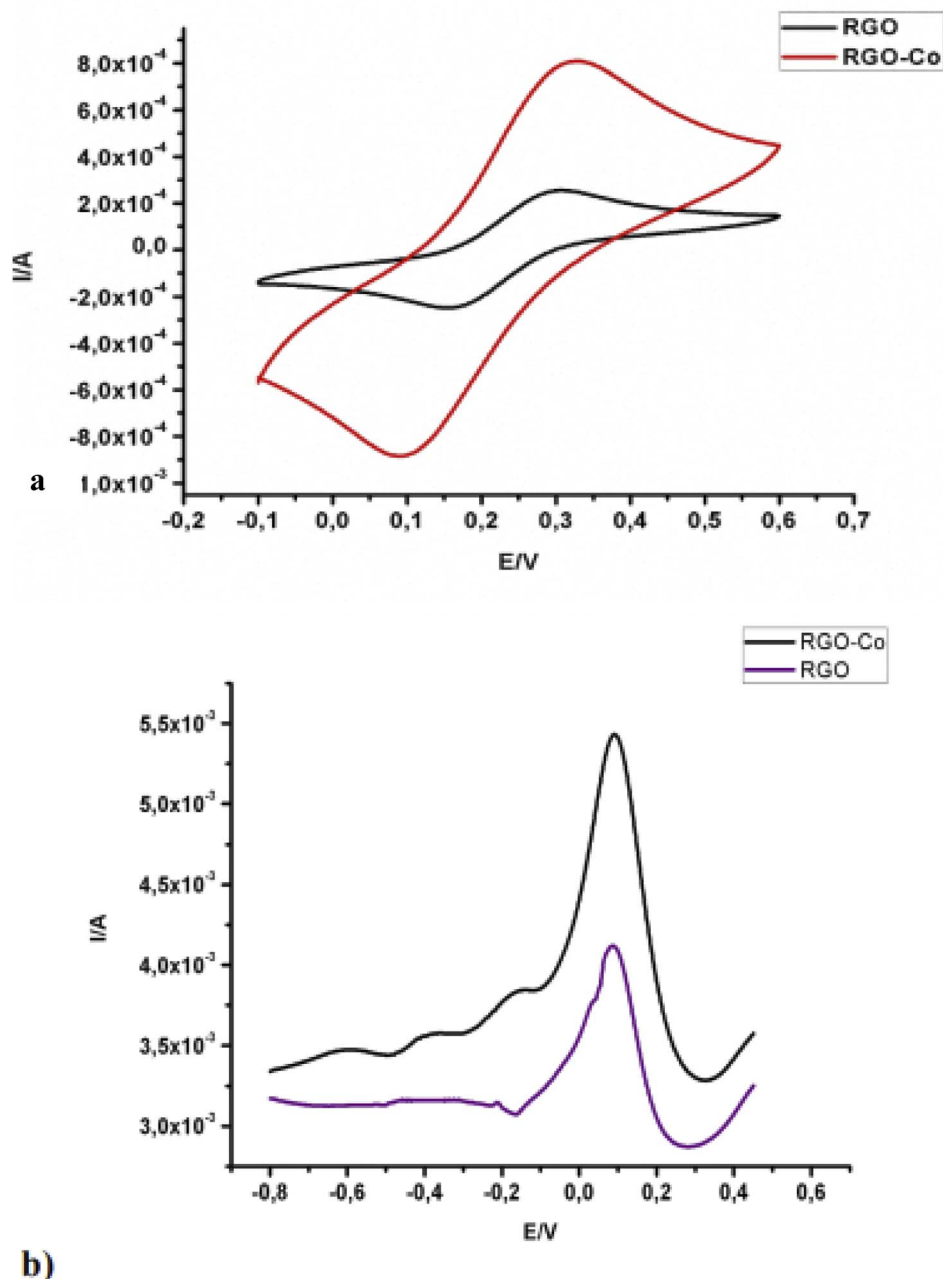 RGO
RGO-Co
8,0x10⁻⁴
6,0x10⁻⁴
4,0x10⁻⁴
2,0x10⁻⁴
0,0
-2,0x10⁻⁴
-4,0x10⁻⁴
-6,0x10⁻⁴
-8,0x10⁻⁴
1,0x10⁻³
I/A
a
-0,2 -0,1 0,0 0,1 0,2 0,3 0,4 0,5 0,6 0,7
E/V
RGO-Co
RGO
5,5x10⁻³
5,0x10⁻³
4,5x10⁻³
4,0x10⁻³
3,5x10⁻³
3,0x10⁻³
I/A
-0,8 -0,6 -0,4 -0,2 0,0 0,2 0,4 0,6
E/V
b)